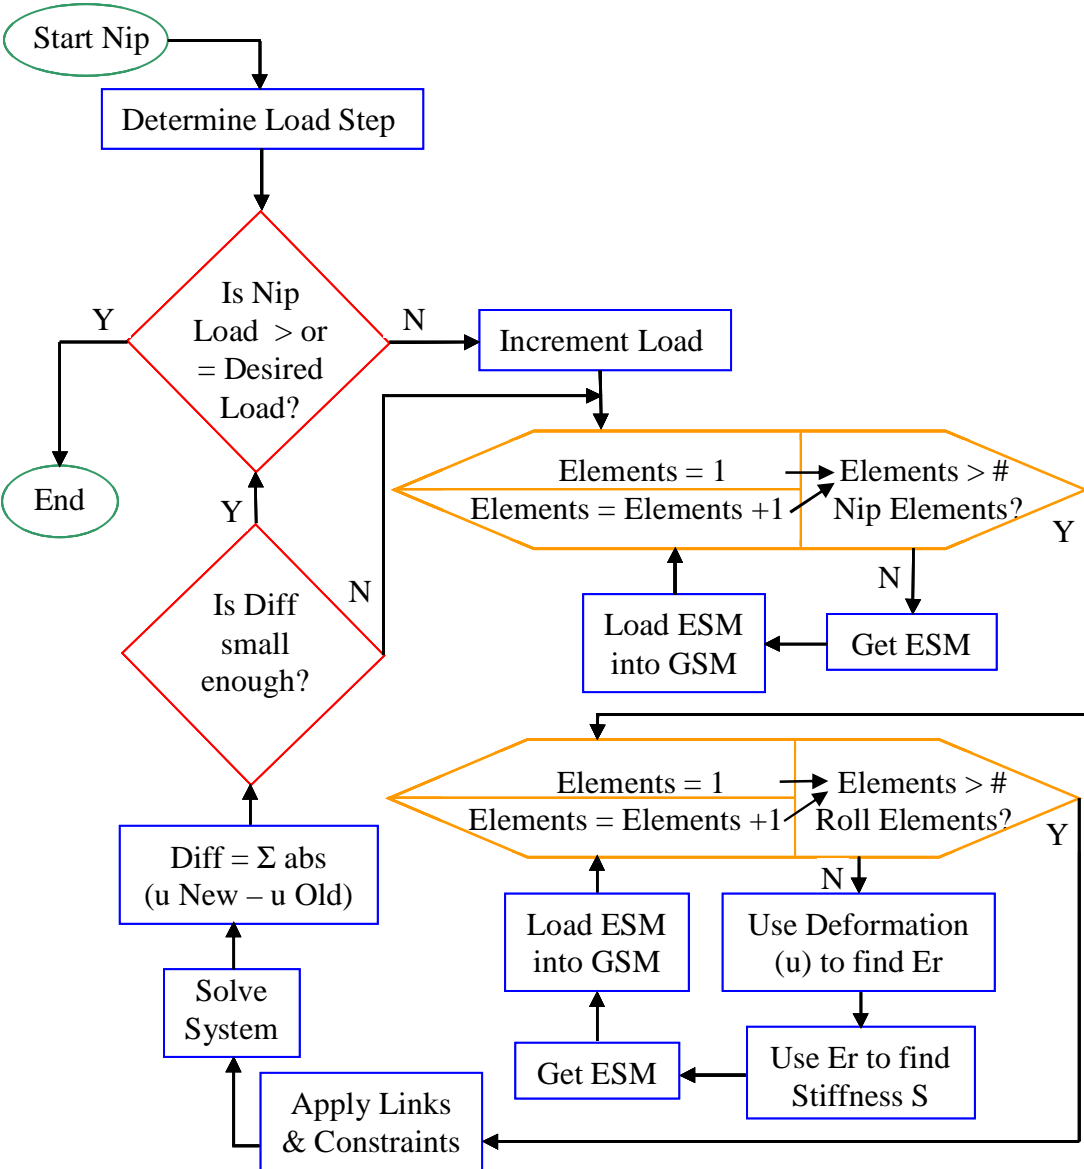 Start Nip
Determine Load Step
Is Nip
Load > or
= Desired
Load?
Y
N
Increment Load
End
Elements = 1
Elements = Elements +1
Elements > #
Nip Elements?
Y
N
Get ESM
Load ESM
into GSM
Y
Is Diff
small
enough?
N
Elements = 1
Elements = Elements +1
Elements > #
Roll Elements?
Y
N
Use Deformation
(u) to find Er
Use Er to find
Stiffness S
Get ESM
Load ESM
into GSM
Diff = Σ abs
(u New – u Old)
Solve
System
Apply Links
& Constraints